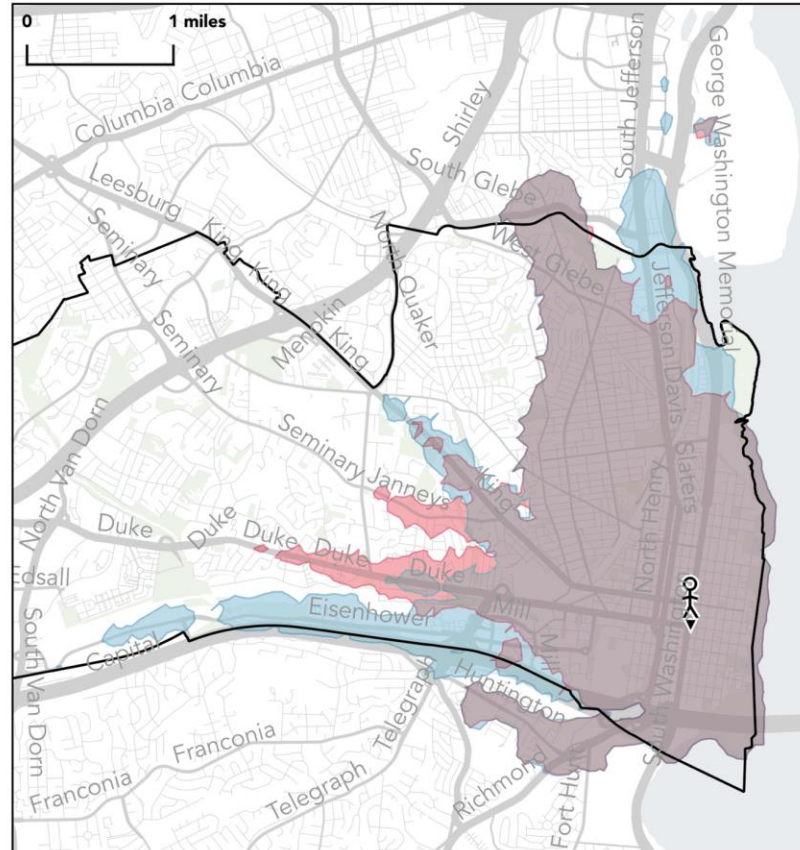 0
1 miles
Columbia
Columbia
Shirley
South Jefferson
George Washington Memorial
Leesburg
South Glebe
Seminary
King
King
North Quaker
West Glebe
Menokin
King
Jefferson Davis
Seminary
North Van Dorn
Seminary
Janneys
King
Slaters
Duke
Duke
Duke
Duke
Duke
North Henry
Edsall
Eisenhower
Mill
Mill
Capital
South Van Dorn
Telegraph
Huntington
Franconia
Franconia
Telegraph
Richmond
Fort Hunt